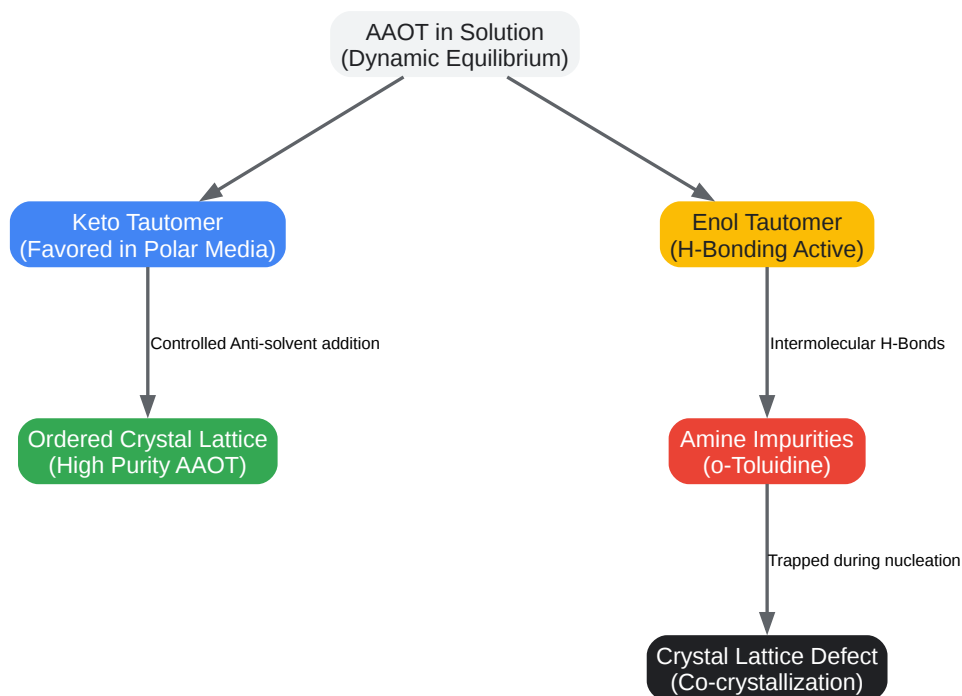 AAOT in Solution
(Dynamic Equilibrium)
Keto Tautomer
(Favored in Polar Media)
Enol Tautomer
(H-Bonding Active)
Controlled Anti-solvent addition
Intermolecular H-Bonds
Ordered Crystal Lattice
(High Purity AAOT)
Amine Impurities
(o-Toluidine)
Trapped during nucleation
Crystal Lattice Defect
(Co-crystallization)